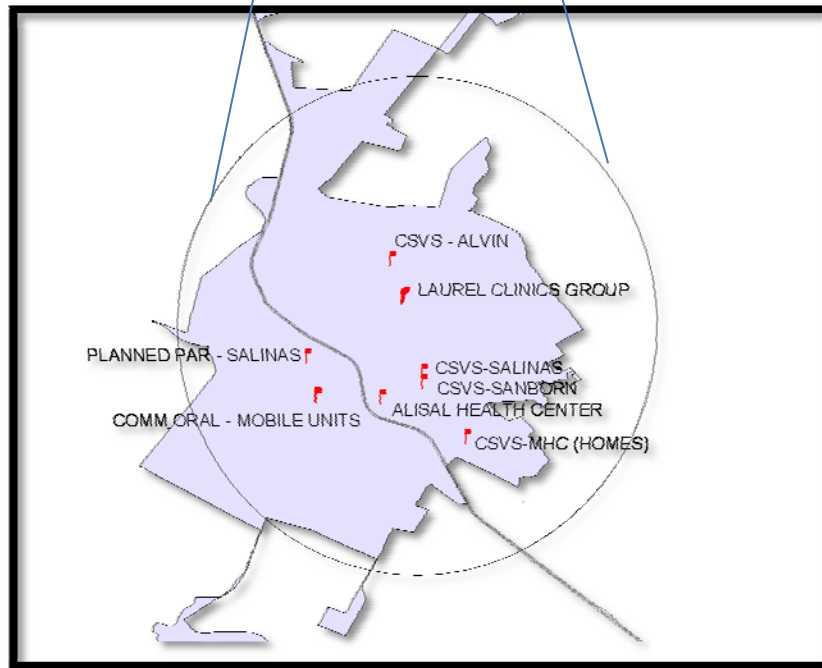 CSVS - ALVIN
LAUREL CLINICS GROUP
PLANNED PAR - SALINAS
CSVS-SALINAS
CSVS-SANBORN
ALISAL HEALTH CENTER
COMM.ORAL - MOBILE UNITS
CSVS-MHC (HOMES)